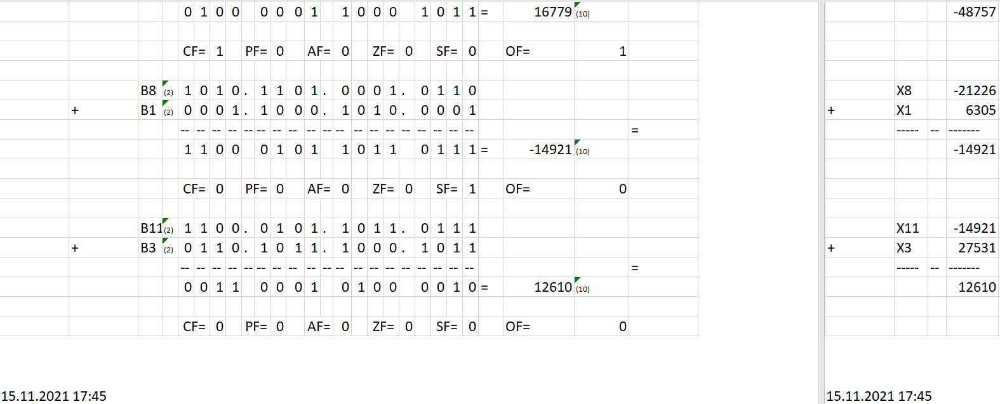 0 1 0 0 0 0 0 1 1 0 0 0 1 0 1 1 = 16779 (10) -48757
CF= 1 PF= 0 AF= 0 ZF= 0 SF= 0 OF= 1
B8 (2) 1 0 1 0. 1 1 0 1. 0 0 0 1. 0 1 1 0 X8 -21226
+ B1 (2) 0 0 0 1. 1 0 0 0. 1 0 1 0. 0 0 0 1 + X1 6305
-- -- -- -- -- -- -- -- -- -- -- -- -- -- -- -- -- -- = ----- -- -------
1 1 0 0 0 1 0 1 1 0 1 1 0 1 1 1 = -14921 (10) -14921
CF= 0 PF= 0 AF= 0 ZF= 0 SF= 1 OF= 0
B11 (2) 1 1 0 0. 0 1 0 1. 1 0 1 1. 0 1 1 1 X11 -14921
+ B3 (2) 0 1 1 0. 1 0 1 1. 1 0 0 0. 1 0 1 1 + X3 27531
-- -- -- -- -- -- -- -- -- -- -- -- -- -- -- -- -- -- = ----- -- -------
0 0 1 1 0 0 0 1 0 1 0 0 0 0 1 0 = 12610 (10) 12610
CF= 0 PF= 0 AF= 0 ZF= 0 SF= 0 OF= 0
15.11.2021 17:45 15.11.2021 17:45